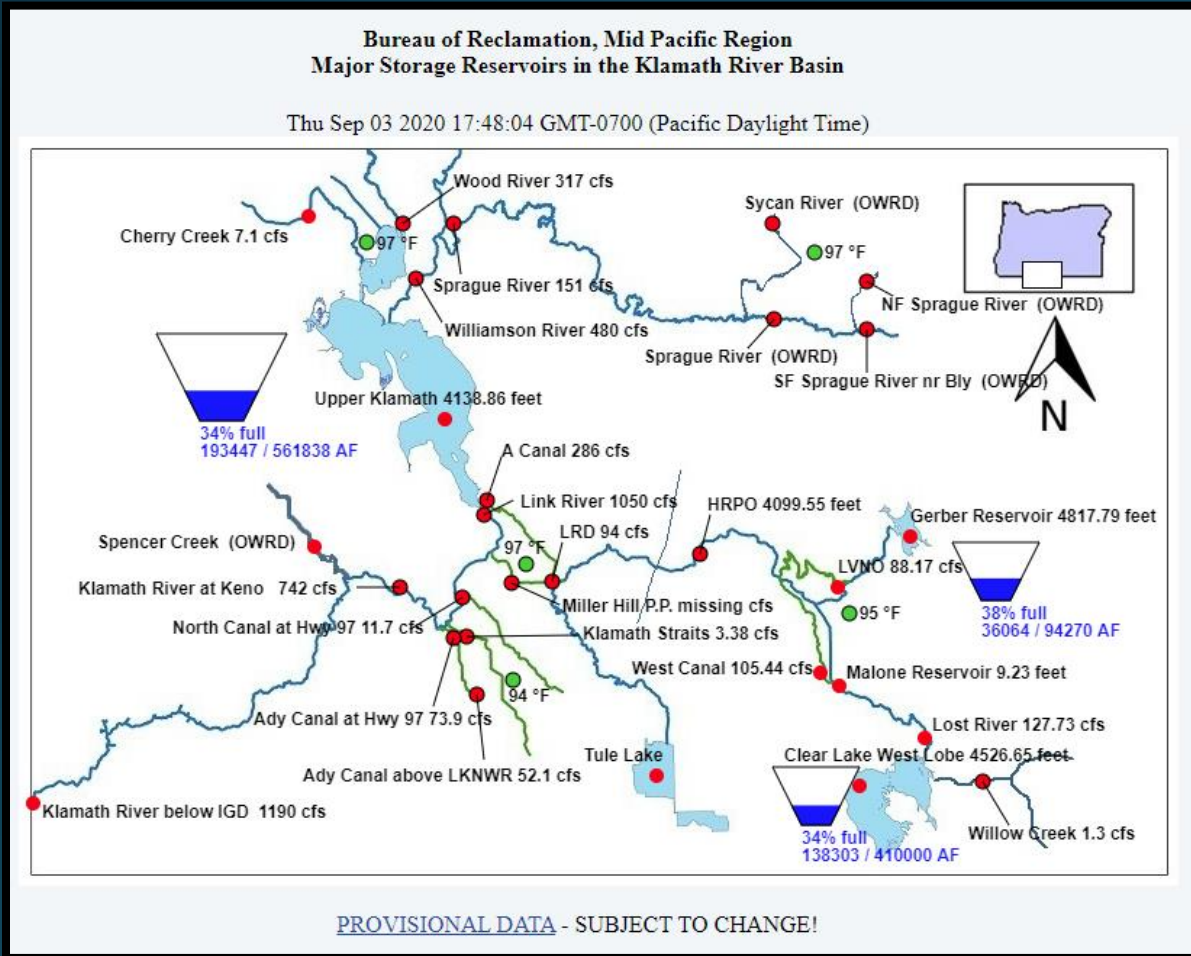 Bureau of Reclamation, Mid Pacific Region
Major Storage Reservoirs in the Klamath River Basin
Thu Sep 03 2020 17:48:04 GMT-0700 (Pacific Daylight Time)
Wood River 317 cfs
Sycan River (OWRD)
Cherry Creek 7.1 cfs
97 °F
97 °F
Sprague River 151 cfs
NF Sprague River (OWRD)
Williamson River 480 cfs
Sprague River (OWRD)
SF Sprague River nr Bly (OWRD)
Upper Klamath 4138.86 feet
N
34% full
193447 / 561838 AF
A Canal 286 cfs
Link River 1050 cfs
HRPO 4099.55 feet
Gerber Reservoir 4817.79 feet
LRD 94 cfs
Spencer Creek (OWRD)
97 °F
LVNO 88.17 cfs
Klamath River at Keno 742 cfs
Miller Hill P.P. missing cfs
95 °F
38% full
36064 / 94270 AF
North Canal at Hwy 97 11.7 cfs
Klamath Straits 3.38 cfs
West Canal 105.44 cfs
Malone Reservoir 9.23 feet
94 °F
Ady Canal at Hwy 97 73.9 cfs
Lost River 127.73 cfs
Tule Lake
Clear Lake West Lobe 4526.65 feet
Ady Canal above LKNWR 52.1 cfs
Klamath River below IGD 1190 cfs
Willow Creek 1.3 cfs
34% full
138303 / 410000 AF
PROVISIONAL DATA - SUBJECT TO CHANGE!